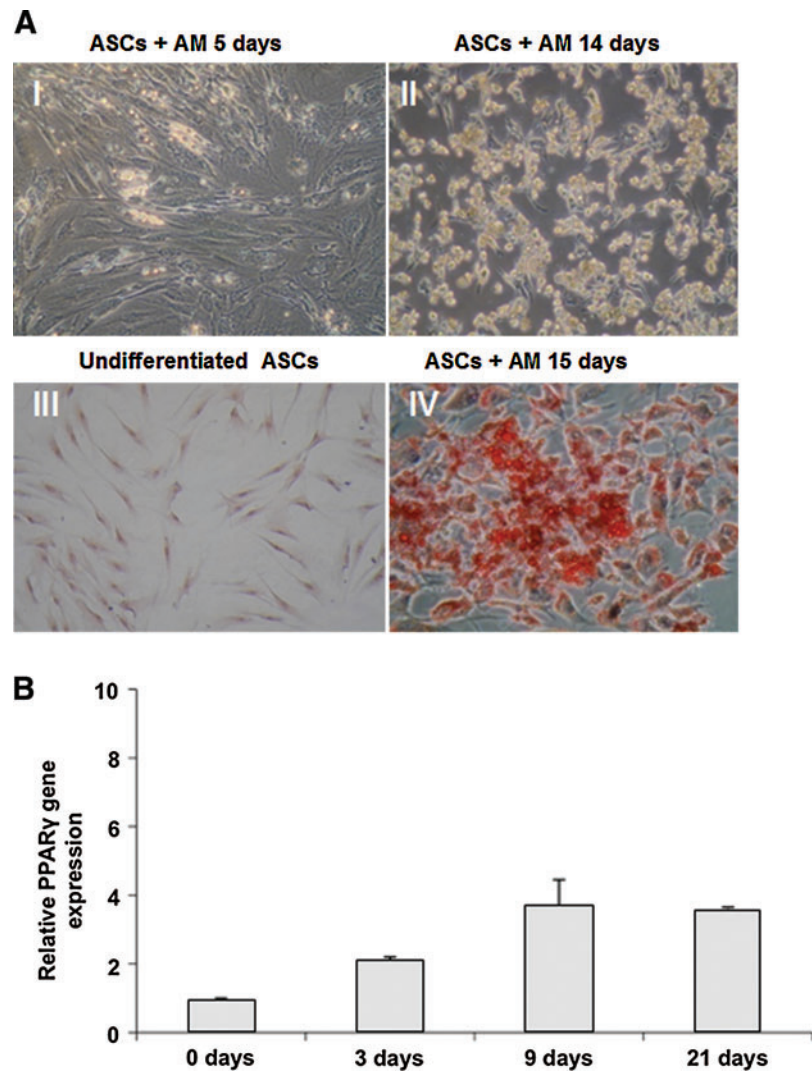 A
ASCs + AM 5 days
ASCs + AM 14 days
I
II
Undifferentiated ASCs
ASCs + AM 15 days
III
IV
B
Relative PPARγ gene
expression
10
8
6
4
2
0
0 days
3 days
9 days
21 days